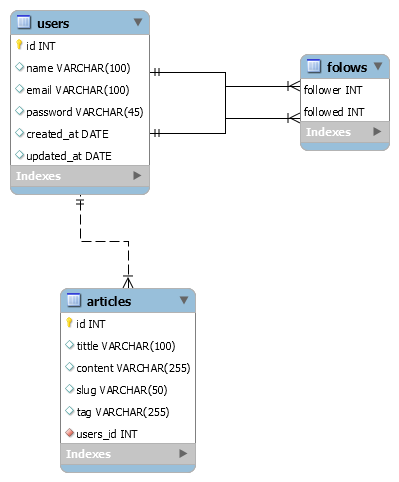 users
id INT
name VARCHAR(100)
email VARCHAR(100)
password VARCHAR(45)
created_at DATE
updated_at DATE
Indexes
folows
follower INT
followed INT
Indexes
articles
id INT
tittle VARCHAR(100)
content VARCHAR(255)
slug VARCHAR(50)
tag VARCHAR(255)
users_id INT
Indexes